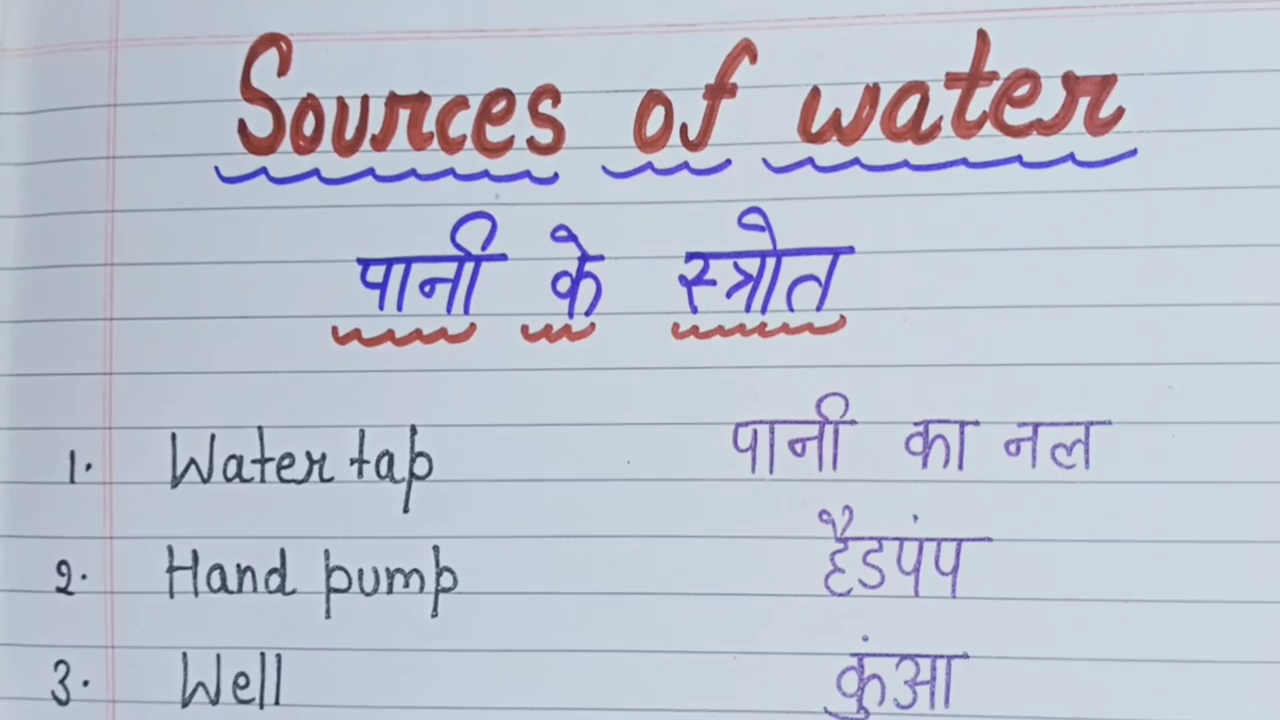 Sources of water
पानी के स्त्रोत
1. Water tap पानी का नल
2. Hand pump हैडपंप
3. Well कुंआ